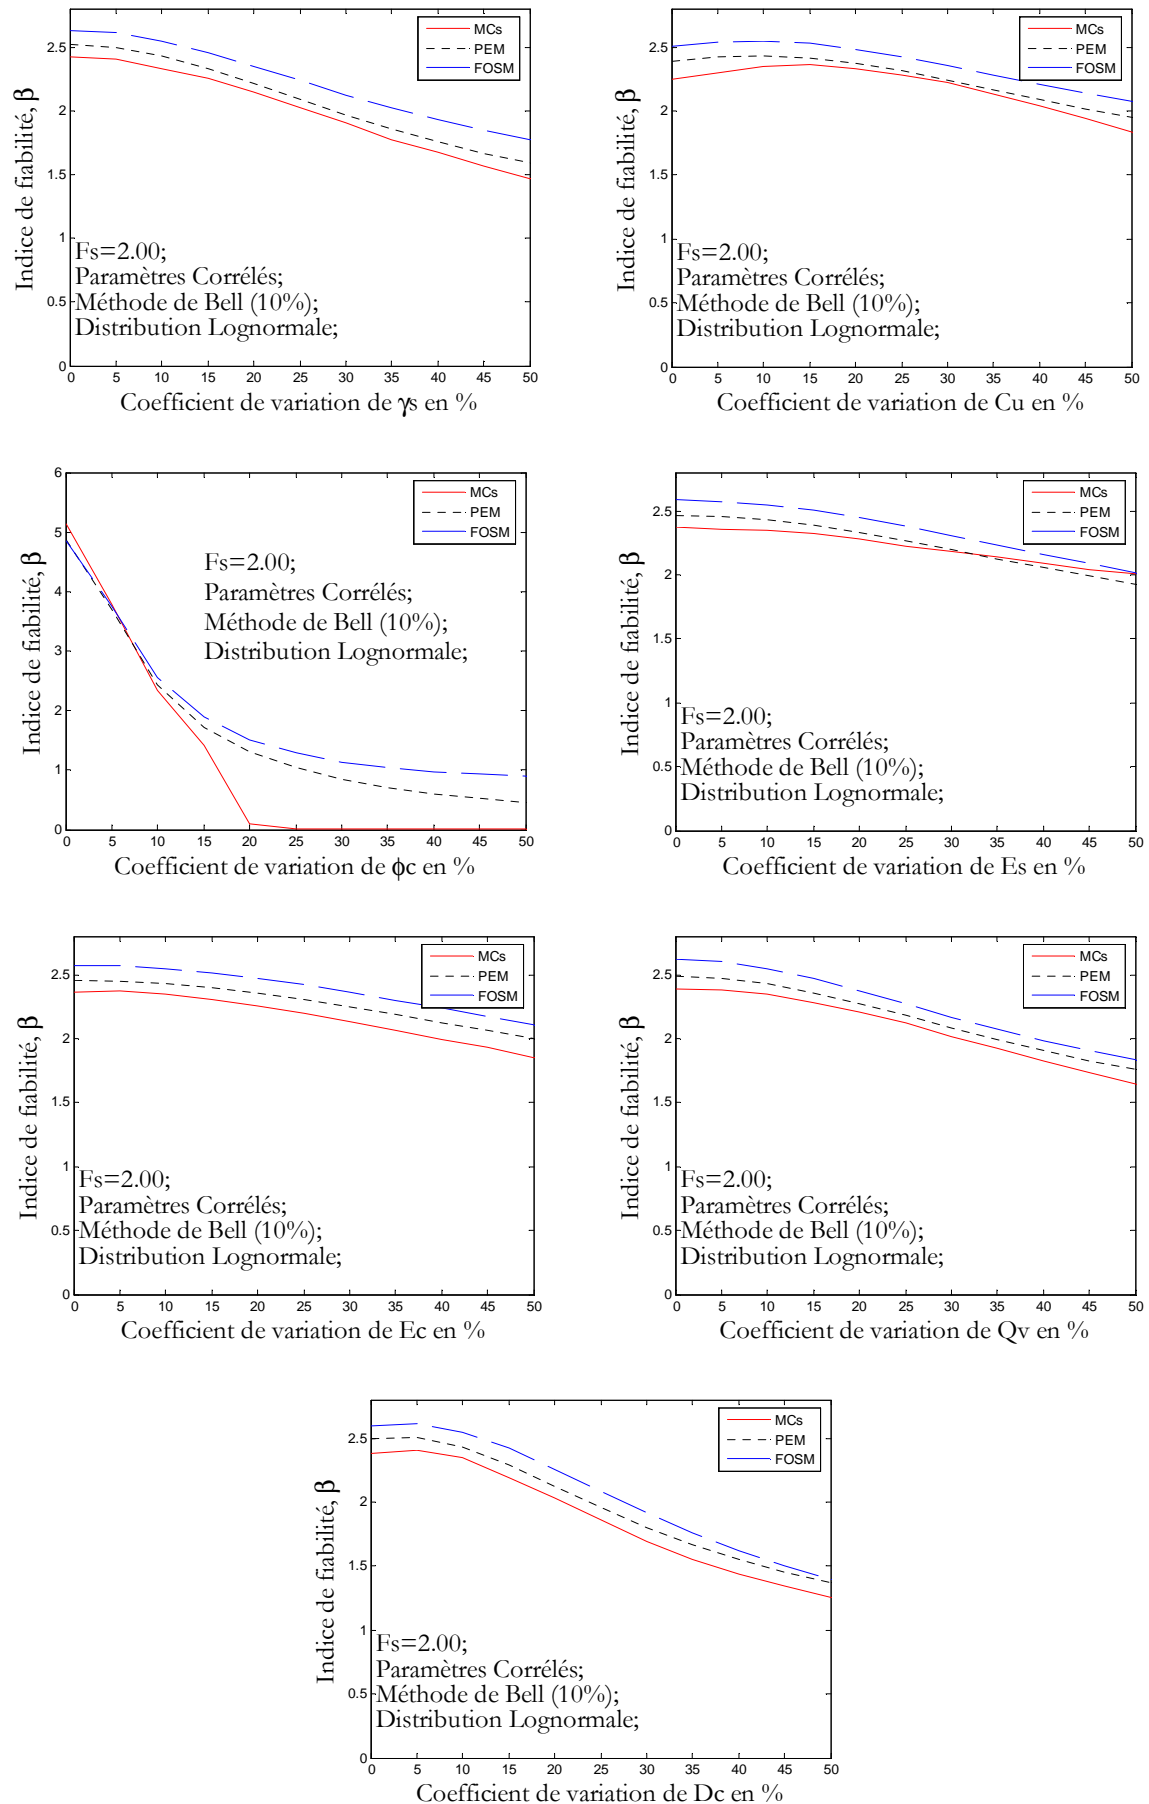 MCs
PEM
FOSM
Indice de fiabilité, β
2.5
2
1.5
1
0.5
0
Fs=2.00;
Paramètres Corrélés;
Méthode de Bell (10%);
Distribution Lognormale;
0 5 10 15 20 25 30 35 40 45 50
Coefficient de variation de γs en %
MCs
PEM
FOSM
Indice de fiabilité, β
2.5
2
1.5
1
0.5
0
Fs=2.00;
Paramètres Corrélés;
Méthode de Bell (10%);
Distribution Lognormale;
0 5 10 15 20 25 30 35 40 45 50
Coefficient de variation de Cu en %
MCs
PEM
FOSM
Indice de fiabilité, β
6
5
4
3
2
1
0
Fs=2.00;
Paramètres Corrélés;
Méthode de Bell (10%);
Distribution Lognormale;
0 5 10 15 20 25 30 35 40 45 50
Coefficient de variation de ϕc en %
MCs
PEM
FOSM
Indice de fiabilité, β
2.5
2
1.5
1
0.5
0
Fs=2.00;
Paramètres Corrélés;
Méthode de Bell (10%);
Distribution Lognormale;
0 5 10 15 20 25 30 35 40 45 50
Coefficient de variation de Es en %
MCs
PEM
FOSM
Indice de fiabilité, β
2.5
2
1.5
1
0.5
0
Fs=2.00;
Paramètres Corrélés;
Méthode de Bell (10%);
Distribution Lognormale;
0 5 10 15 20 25 30 35 40 45 50
Coefficient de variation de Ec en %
MCs
PEM
FOSM
Indice de fiabilité, β
2.5
2
1.5
1
0.5
0
Fs=2.00;
Paramètres Corrélés;
Méthode de Bell (10%);
Distribution Lognormale;
0 5 10 15 20 25 30 35 40 45 50
Coefficient de variation de Qv en %
MCs
PEM
FOSM
Indice de fiabilité, β
2.5
2
1.5
1
0.5
0
Fs=2.00;
Paramètres Corrélés;
Méthode de Bell (10%);
Distribution Lognormale;
0 5 10 15 20 25 30 35 40 45 50
Coefficient de variation de Dc en %